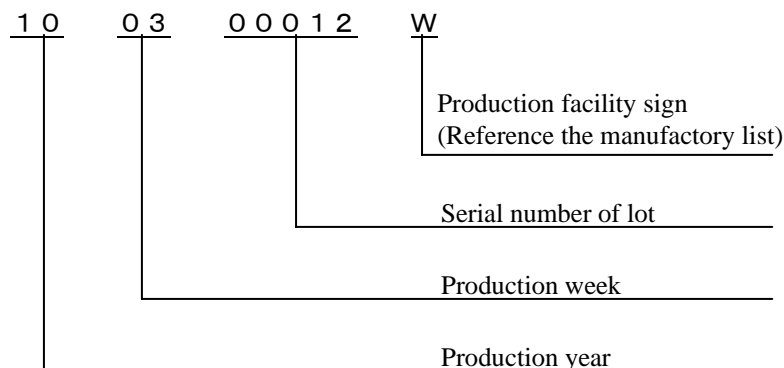 １０ ０３ ０００１２ Ｗ
Production facility sign
(Reference the manufactory list)
Serial number of lot
Production week
Production year